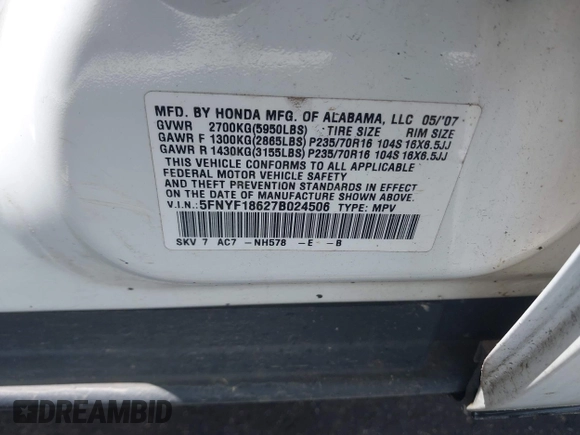 MFD. BY HONDA MFG. OF ALABAMA, LLC 05/'07
GVWR 2700KG(5950LBS) TIRE SIZE RIM SIZE
GAWR F 1300KG(2865LBS) P235/70R16 104S 16X6.5JJ
GAWR R 1430KG(3155LBS) P235/70R16 104S 16X6.5JJ
THIS VEHICLE CONFORMS TO ALL APPLICABLE
FEDERAL MOTOR VEHICLE SAFETY
STANDARDS IN EFFECT
ON THE DATE OF MANUFACTURE SHOWN ABOVE.
V.I.N.: 5FNYF18627B024506 TYPE: MPV
SKV 7 AC7 -NH578 -E -B
DREAMBID